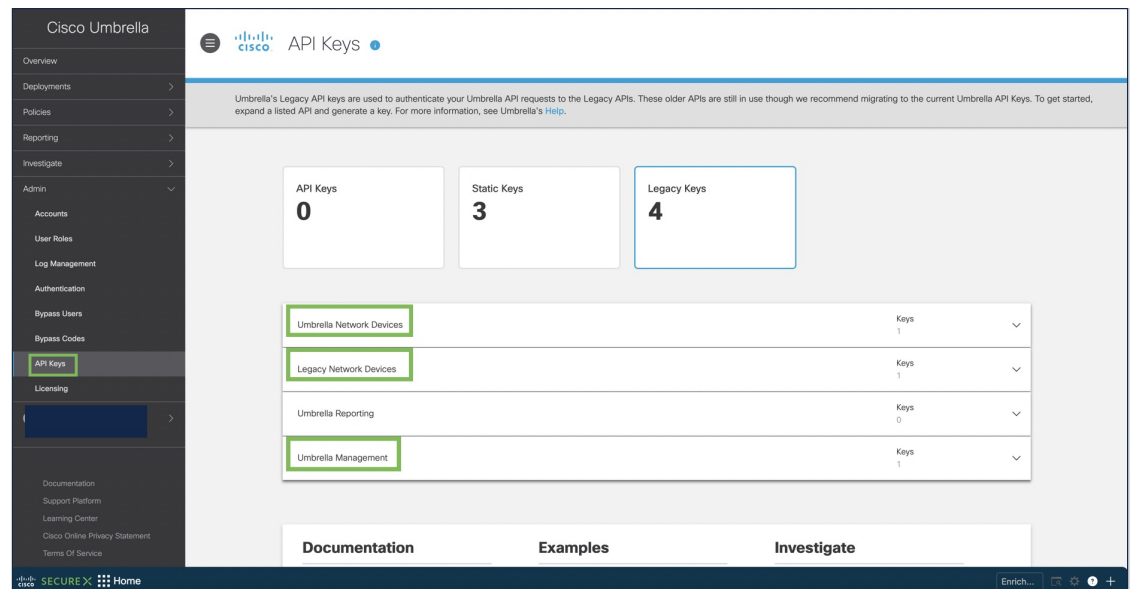 Cisco Umbrella
Overview
Deployments
Policies
Reporting
Investigate
Admin
Accounts
User Roles
Log Management
Authentication
Bypass Users
Bypass Codes
API Keys
Licensing
Documentation
Support Platform
Learning Center
Cisco Online Privacy Statement
Terms Of Service
CISCO API Keys
Umbrella's Legacy API keys are used to authenticate your Umbrella API requests to the Legacy APIs. These older APIs are still in use though we recommend migrating to the current Umbrella API Keys. To get started,
expand a listed API and generate a key. For more information, see Umbrella's Help.
API Keys
0
Static Keys
3
Legacy Keys
4
Umbrella Network Devices
Keys
1
Legacy Network Devices
Keys
1
Umbrella Reporting
Keys
0
Umbrella Management
Keys
1
Documentation
Examples
Investigate
CISCO SECUREX Home
Enrich...